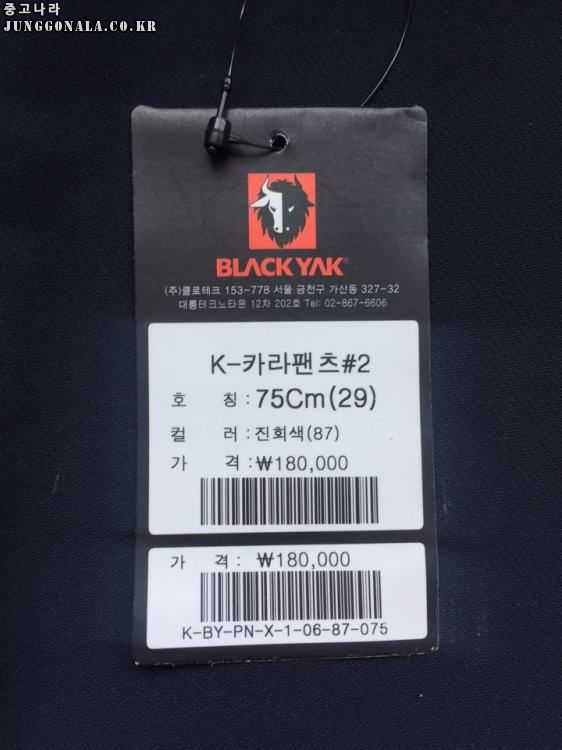 중고나라
JUNGGONALA.CO.KR
BLACKYAK®
(주)클로테크 153-778 서울 금천구 가산동 327-32
대륭테크노타운 12차 202호 Tel: 02-867-6606
K-카라팬츠#2
호 칭 : 75Cm(29)
컬 러 : 진회색(87)
가 격 : ₩180,000
가 격 : ₩180,000
K-BY-PN-X-1-06-87-075